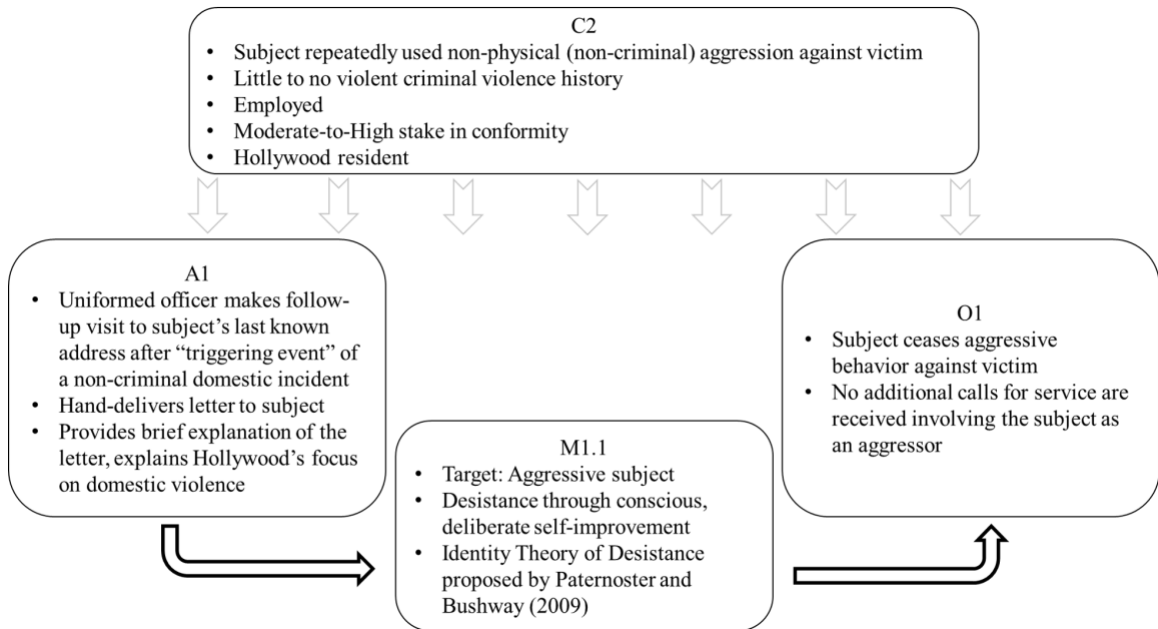 C2
• Subject repeatedly used non-physical (non-criminal) aggression against victim
• Little to no violent criminal violence history
• Employed
• Moderate-to-High stake in conformity
• Hollywood resident
A1
• Uniformed officer makes follow-
up visit to subject's last known
address after “triggering event” of
a non-criminal domestic incident
• Hand-delivers letter to subject
• Provides brief explanation of the
letter, explains Hollywood's focus
on domestic violence
M1.1
• Target: Aggressive subject
• Desistance through conscious,
deliberate self-improvement
• Identity Theory of Desistance
proposed by Paternoster and
Bushway (2009)
O1
• Subject ceases aggressive
behavior against victim
• No additional calls for service are
received involving the subject as
an aggressor